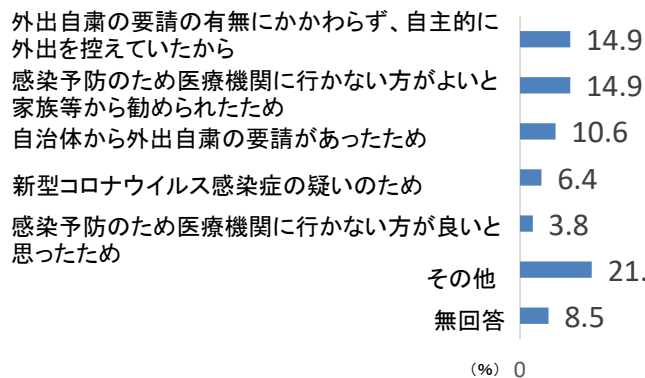 外出自粛の要請の有無にかかわらず、自主的に
外出を控えていたから
14.9
感染予防のため医療機関に行かない方がよいと
家族等から勧められたため
14.9
自治体から外出自粛の要請があったため
10.6
新型コロナウイルス感染症の疑いのため
6.4
感染予防のため医療機関に行かない方が良いと
思ったため
3.8
その他
21.
無回答
8.5
(%) 0